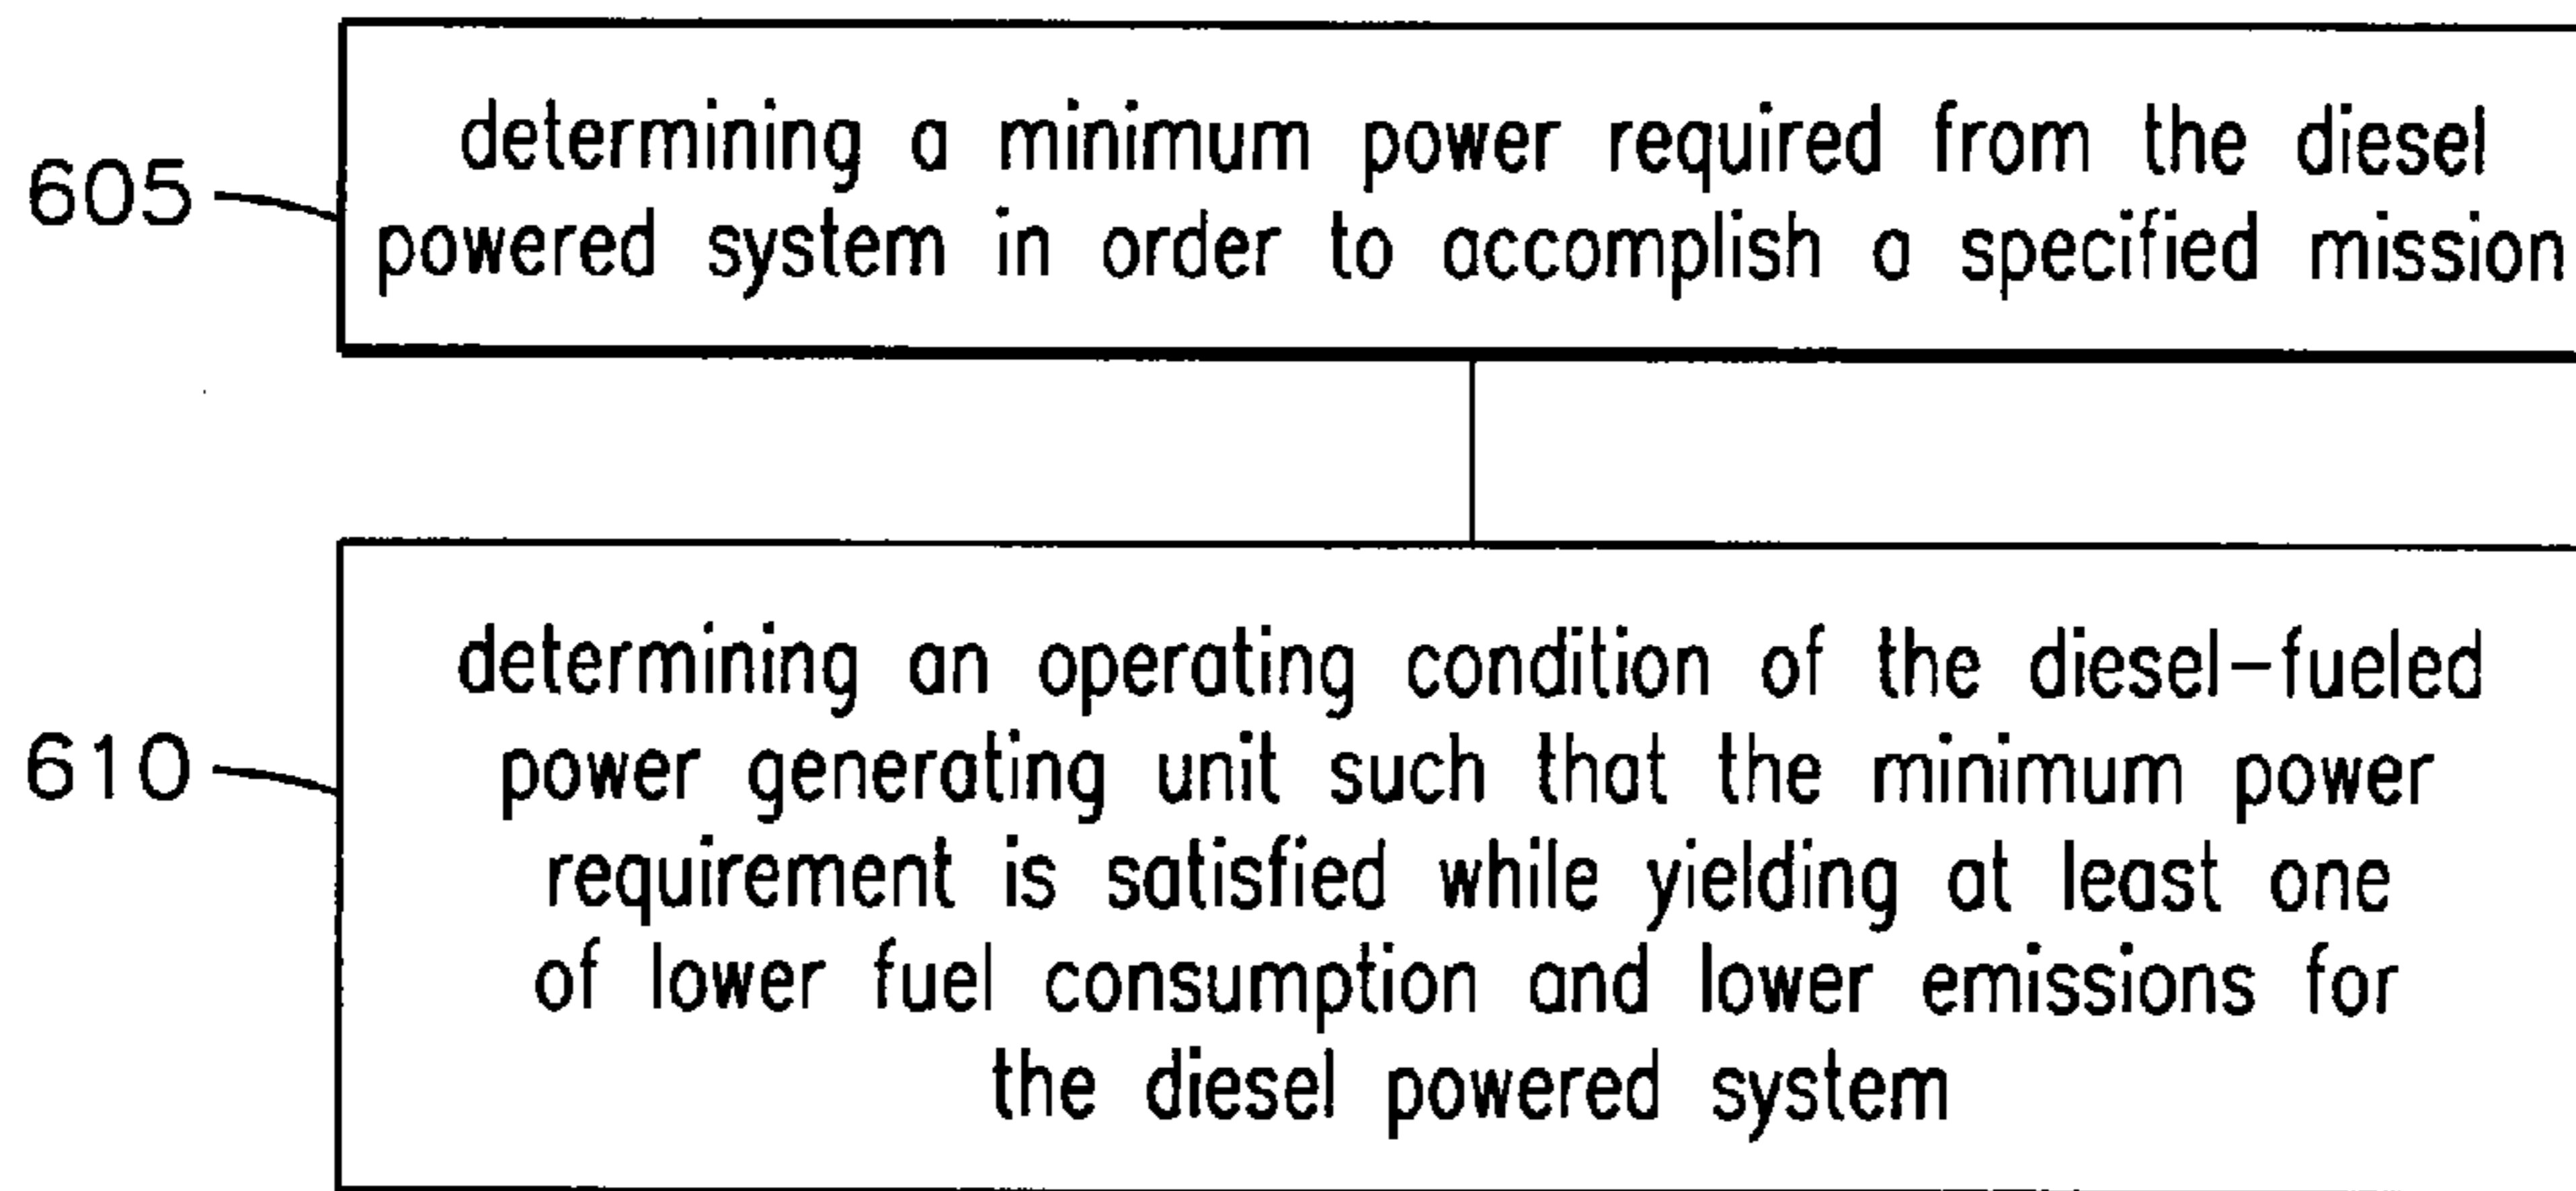 605
determining a minimum power required from the diesel
powered system in order to accomplish a specified mission
610
determining an operating condition of the diesel-fueled
power generating unit such that the minimum power
requirement is satisfied while yielding at least one
of lower fuel consumption and lower emissions for
the diesel powered system